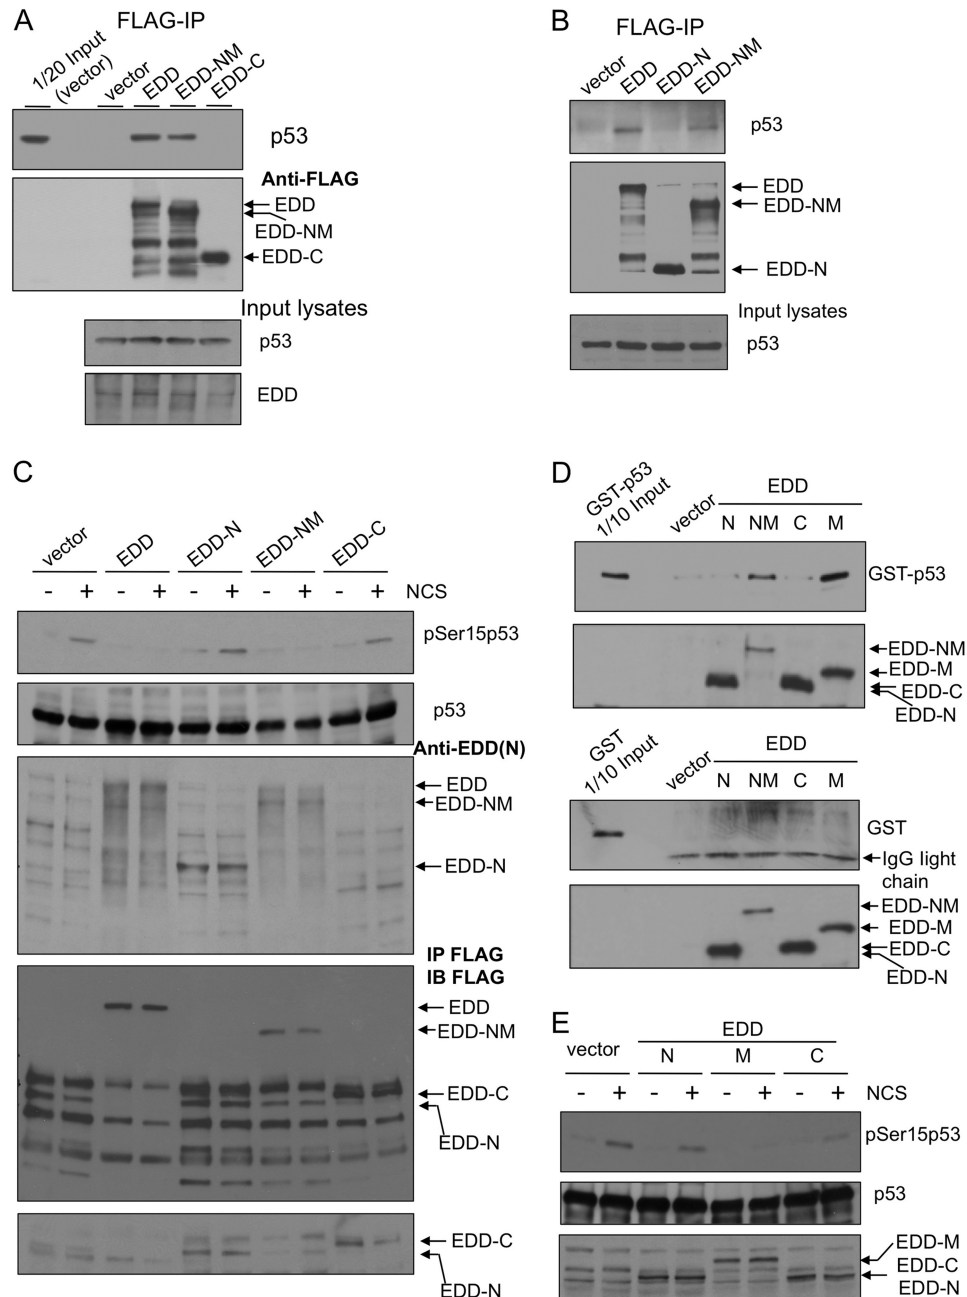 A
FLAG-IP
1/20 Input
(vector)
vector
EDD
EDD-NM
EDD-C
p53
Anti-FLAG
EDD
EDD-NM
EDD-C
Input lysates
p53
EDD
B
FLAG-IP
vector
EDD
EDD-N
EDD-NM
p53
EDD
EDD-NM
EDD-N
Input lysates
p53
C
vector
EDD
EDD-N
EDD-NM
EDD-C
- + - + - + - + - + NCS
pSer15p53
p53
Anti-EDD(N)
EDD
EDD-NM
EDD-N
IP FLAG
IB FLAG
EDD
EDD-NM
EDD-C
EDD-N
EDD-C
EDD-N
D
GST-p53
1/10 Input
vector
EDD
N NM C M
GST-p53
EDD-NM
EDD-M
EDD-C
EDD-N
GST
1/10 Input
vector
EDD
N NM C M
GST
IgG light
chain
EDD-NM
EDD-M
EDD-C
EDD-N
E
EDD
vector N M C
- + - + - + - + NCS
pSer15p53
p53
EDD-M
EDD-C
EDD-N